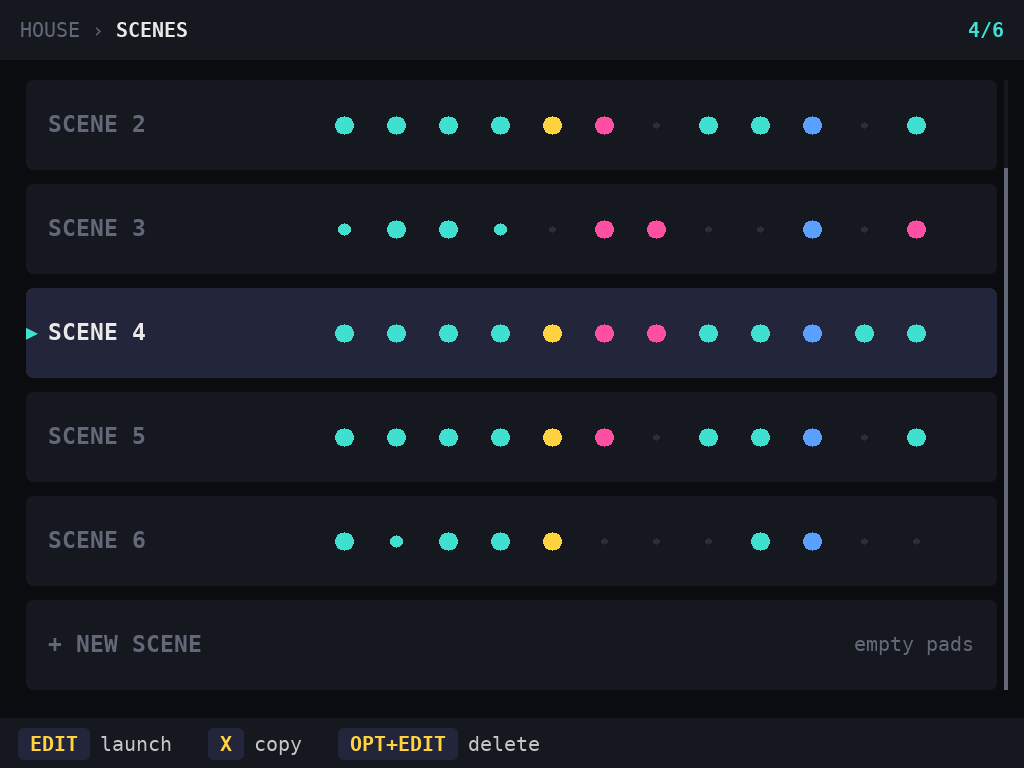 HOUSE › SCENES
4/6
SCENE 2
SCENE 3
SCENE 4
SCENE 5
SCENE 6
+ NEW SCENE
empty pads
EDIT launch X copy OPT+EDIT delete